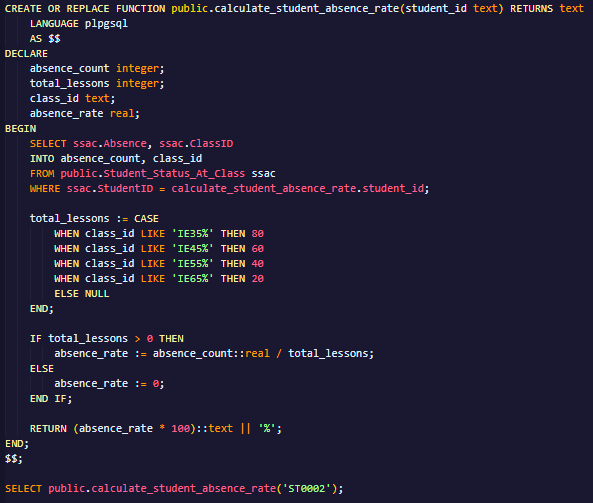 CREATE OR REPLACE FUNCTION public.calculate_student_absence_rate(student_id text) RETURNS text
    LANGUAGE plpgsql
    AS $$
DECLARE
    absence_count integer;
    total_lessons integer;
    class_id text;
    absence_rate real;
BEGIN
    SELECT ssac.Absence, ssac.ClassID
    INTO absence_count, class_id
    FROM public.Student_Status_At_Class ssac
    WHERE ssac.StudentID = calculate_student_absence_rate.student_id;

    total_lessons := CASE
        WHEN class_id LIKE 'IE35%' THEN 80
        WHEN class_id LIKE 'IE45%' THEN 60
        WHEN class_id LIKE 'IE55%' THEN 40
        WHEN class_id LIKE 'IE65%' THEN 20
        ELSE NULL
    END;

    IF total_lessons > 0 THEN
        absence_rate := absence_count::real / total_lessons;
    ELSE
        absence_rate := 0;
    END IF;

    RETURN (absence_rate * 100)::text || '%';
END;
$$;

SELECT public.calculate_student_absence_rate('ST0002');